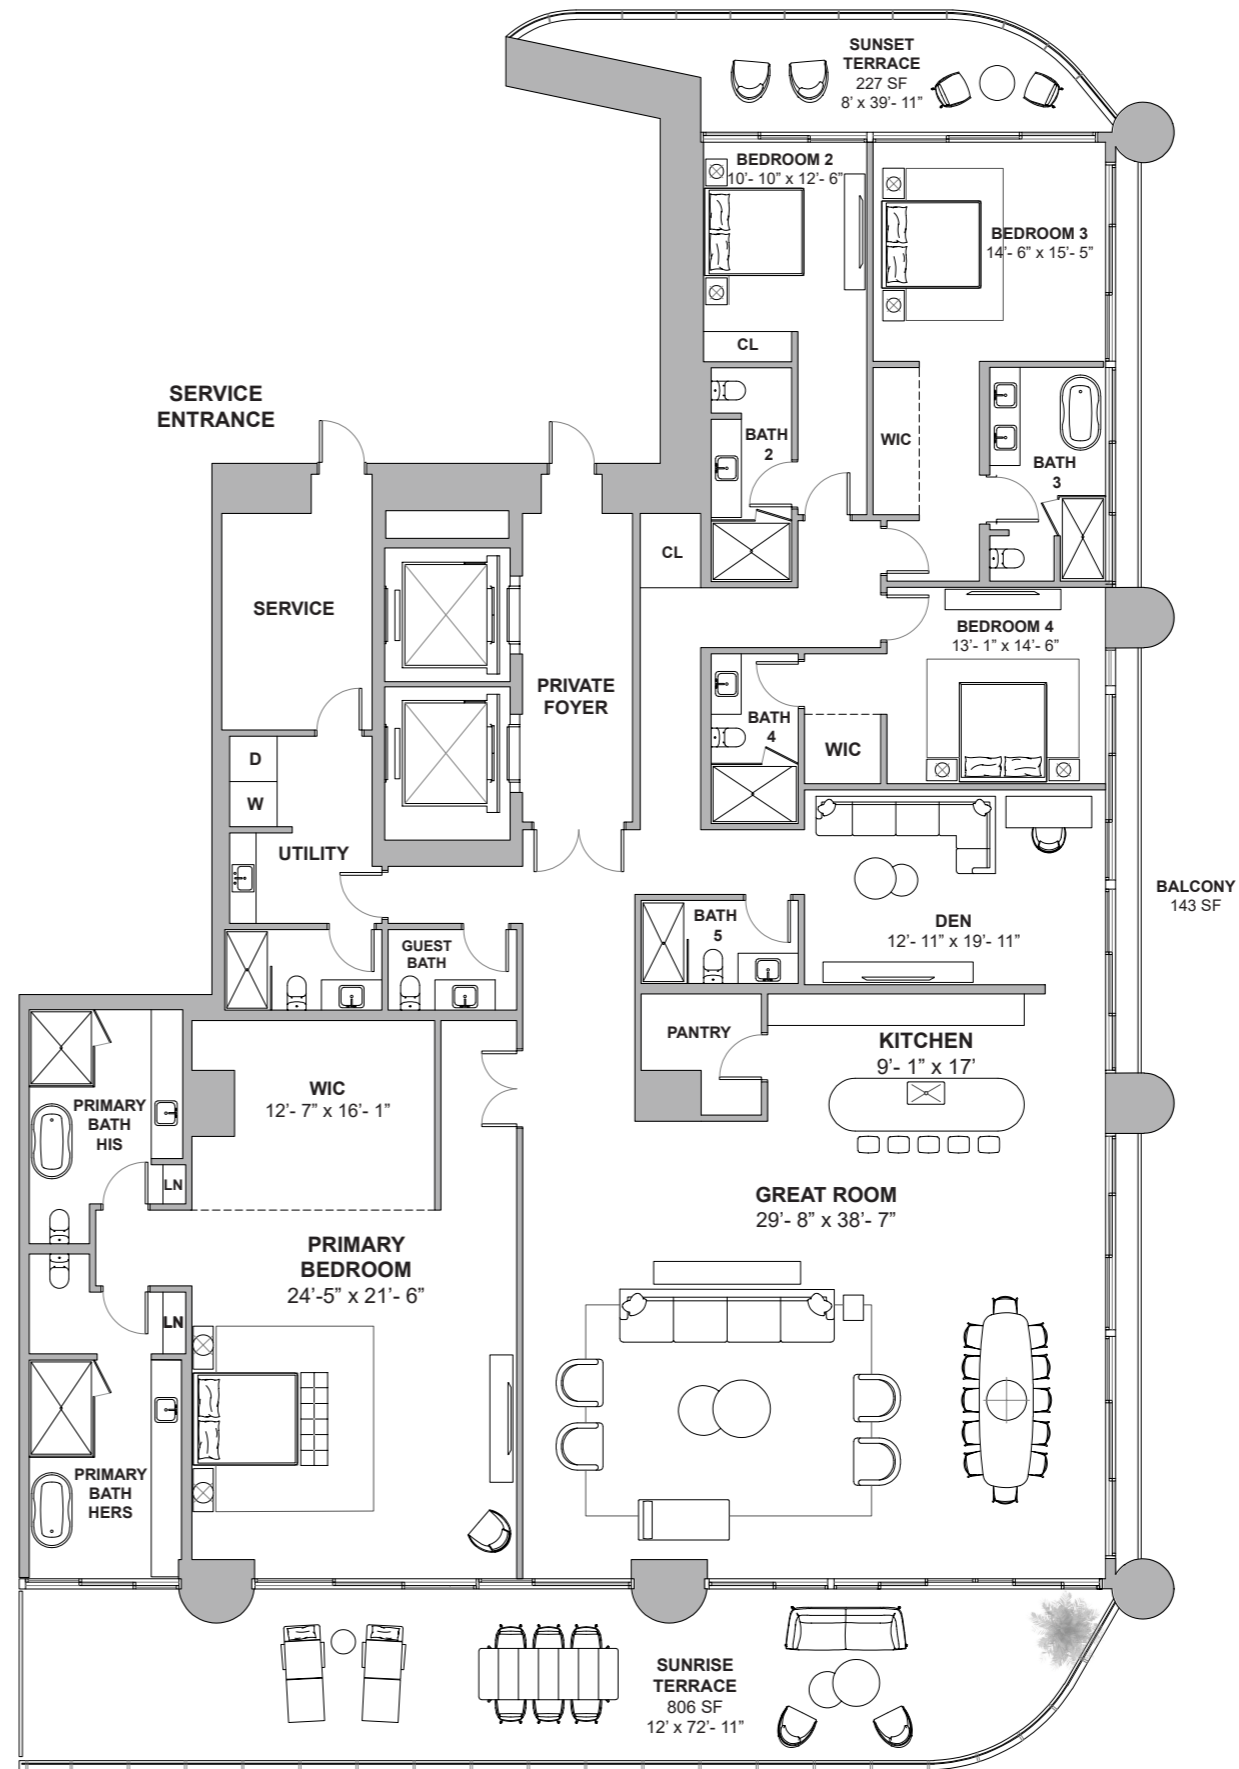 SUNSET
TERRACE
227 SF
8’ x 39’- 11”
BEDROOM 2
10’- 10” x 12’- 6”
BEDROOM 3
14’- 6” x 15’- 5”
CL
SERVICE
ENTRANCE
BATH
2
WIC
BATH
3
CL
SERVICE
BEDROOM 4
13’- 1” x 14’- 6”
PRIVATE
FOYER
BATH
4
WIC
D
W
UTILITY
BALCONY
143 SF
DEN
12’- 11” x 19’- 11”
BATH
5
GUEST
BATH
PANTRY
KITCHEN
9’- 1” x 17’
WIC
12’- 7” x 16’- 1”
PRIMARY
BATH
HIS
LN
GREAT ROOM
29’- 8” x 38’- 7”
PRIMARY
BEDROOM
24’-5” x 21’- 6”
LN
PRIMARY
BATH
HERS
SUNRISE
TERRACE
806 SF
12’ x 72’- 11”